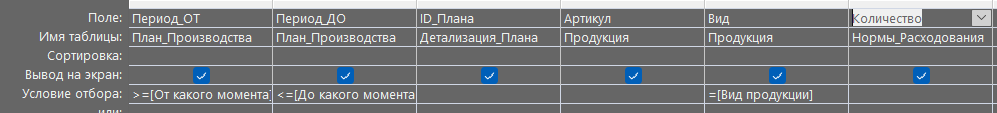 Поле: Период_ОТ Период_ДО ID_Плана Артикул Вид Количество
Имя таблицы: План_Производства План_Производства Детализация_Плана Продукция Продукция Нормы_Расходования
Сортировка:
Вывод на экран:
Условие отбора: >=[От какого момента] <=[До какого момента =[Вид продукции]
или: